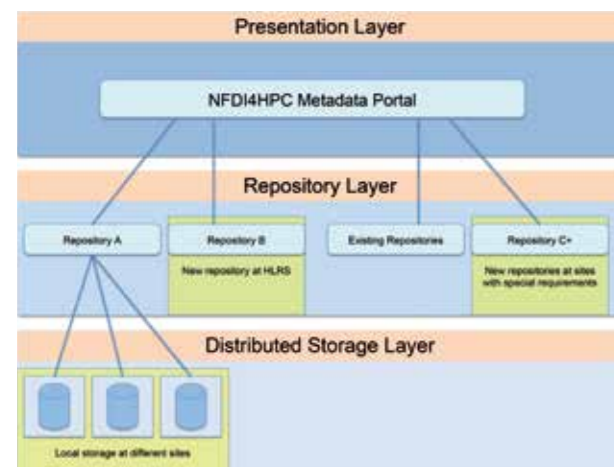 Presentation Layer
NFDI4HPC Metadata Portal
Repository Layer
Repository A
Repository B
Existing Repositories
Repository C+
New repository at HLRS
New repositories at sites
with special requirements
Distributed Storage Layer
Local storage at different sites